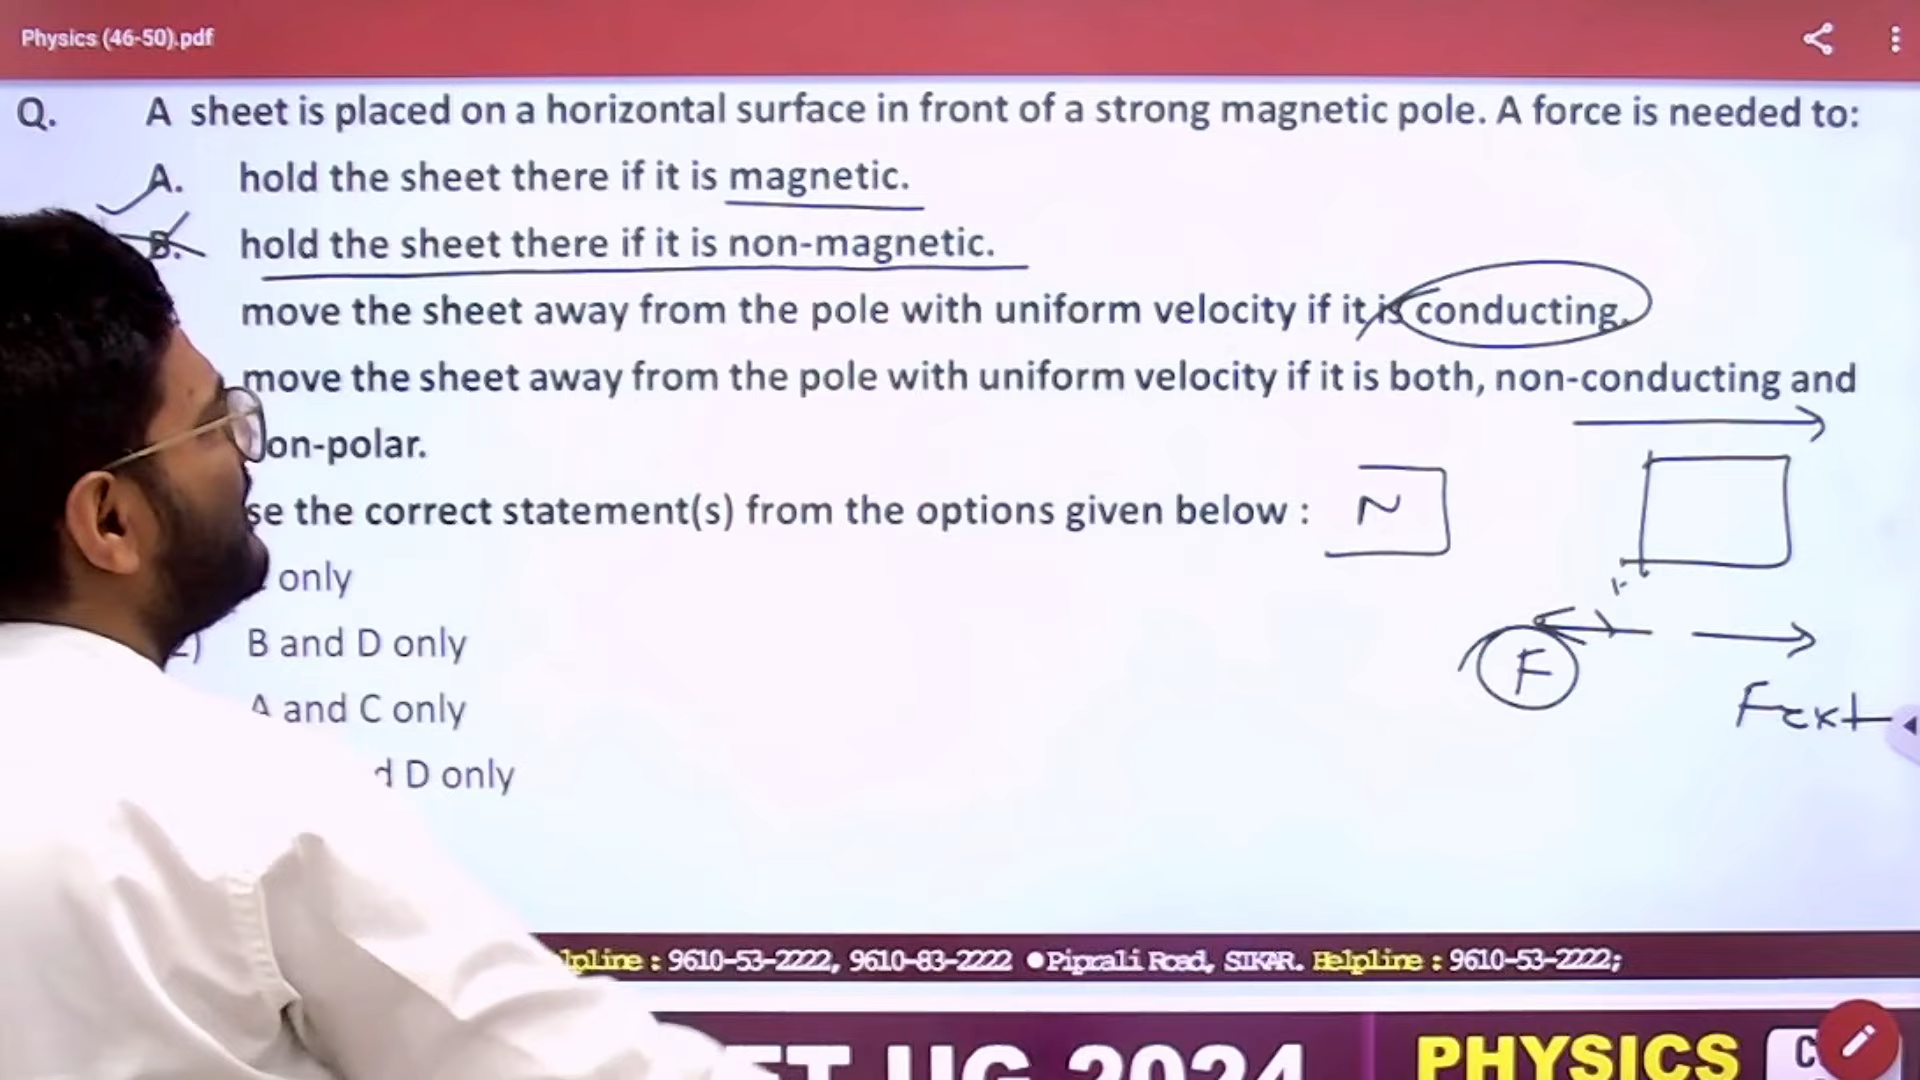 Physics (46-50).pdf
Q. A sheet is placed on a horizontal surface in front of a strong magnetic pole. A force is needed to:
A. hold the sheet there if it is magnetic.
B. hold the sheet there if it is non-magnetic.
move the sheet away from the pole with uniform velocity if it is conducting.
move the sheet away from the pole with uniform velocity if it is both, non-conducting and
on-polar.
se the correct statement(s) from the options given below :
N
only
B and D only
F
A and C only
Fext
D only
lpline : 9610-53-2222, 9610-83-2222 ●Piprali Road, SIKAR. Helpline : 9610-53-2222;
ET UG 2024
PHYSICS
C